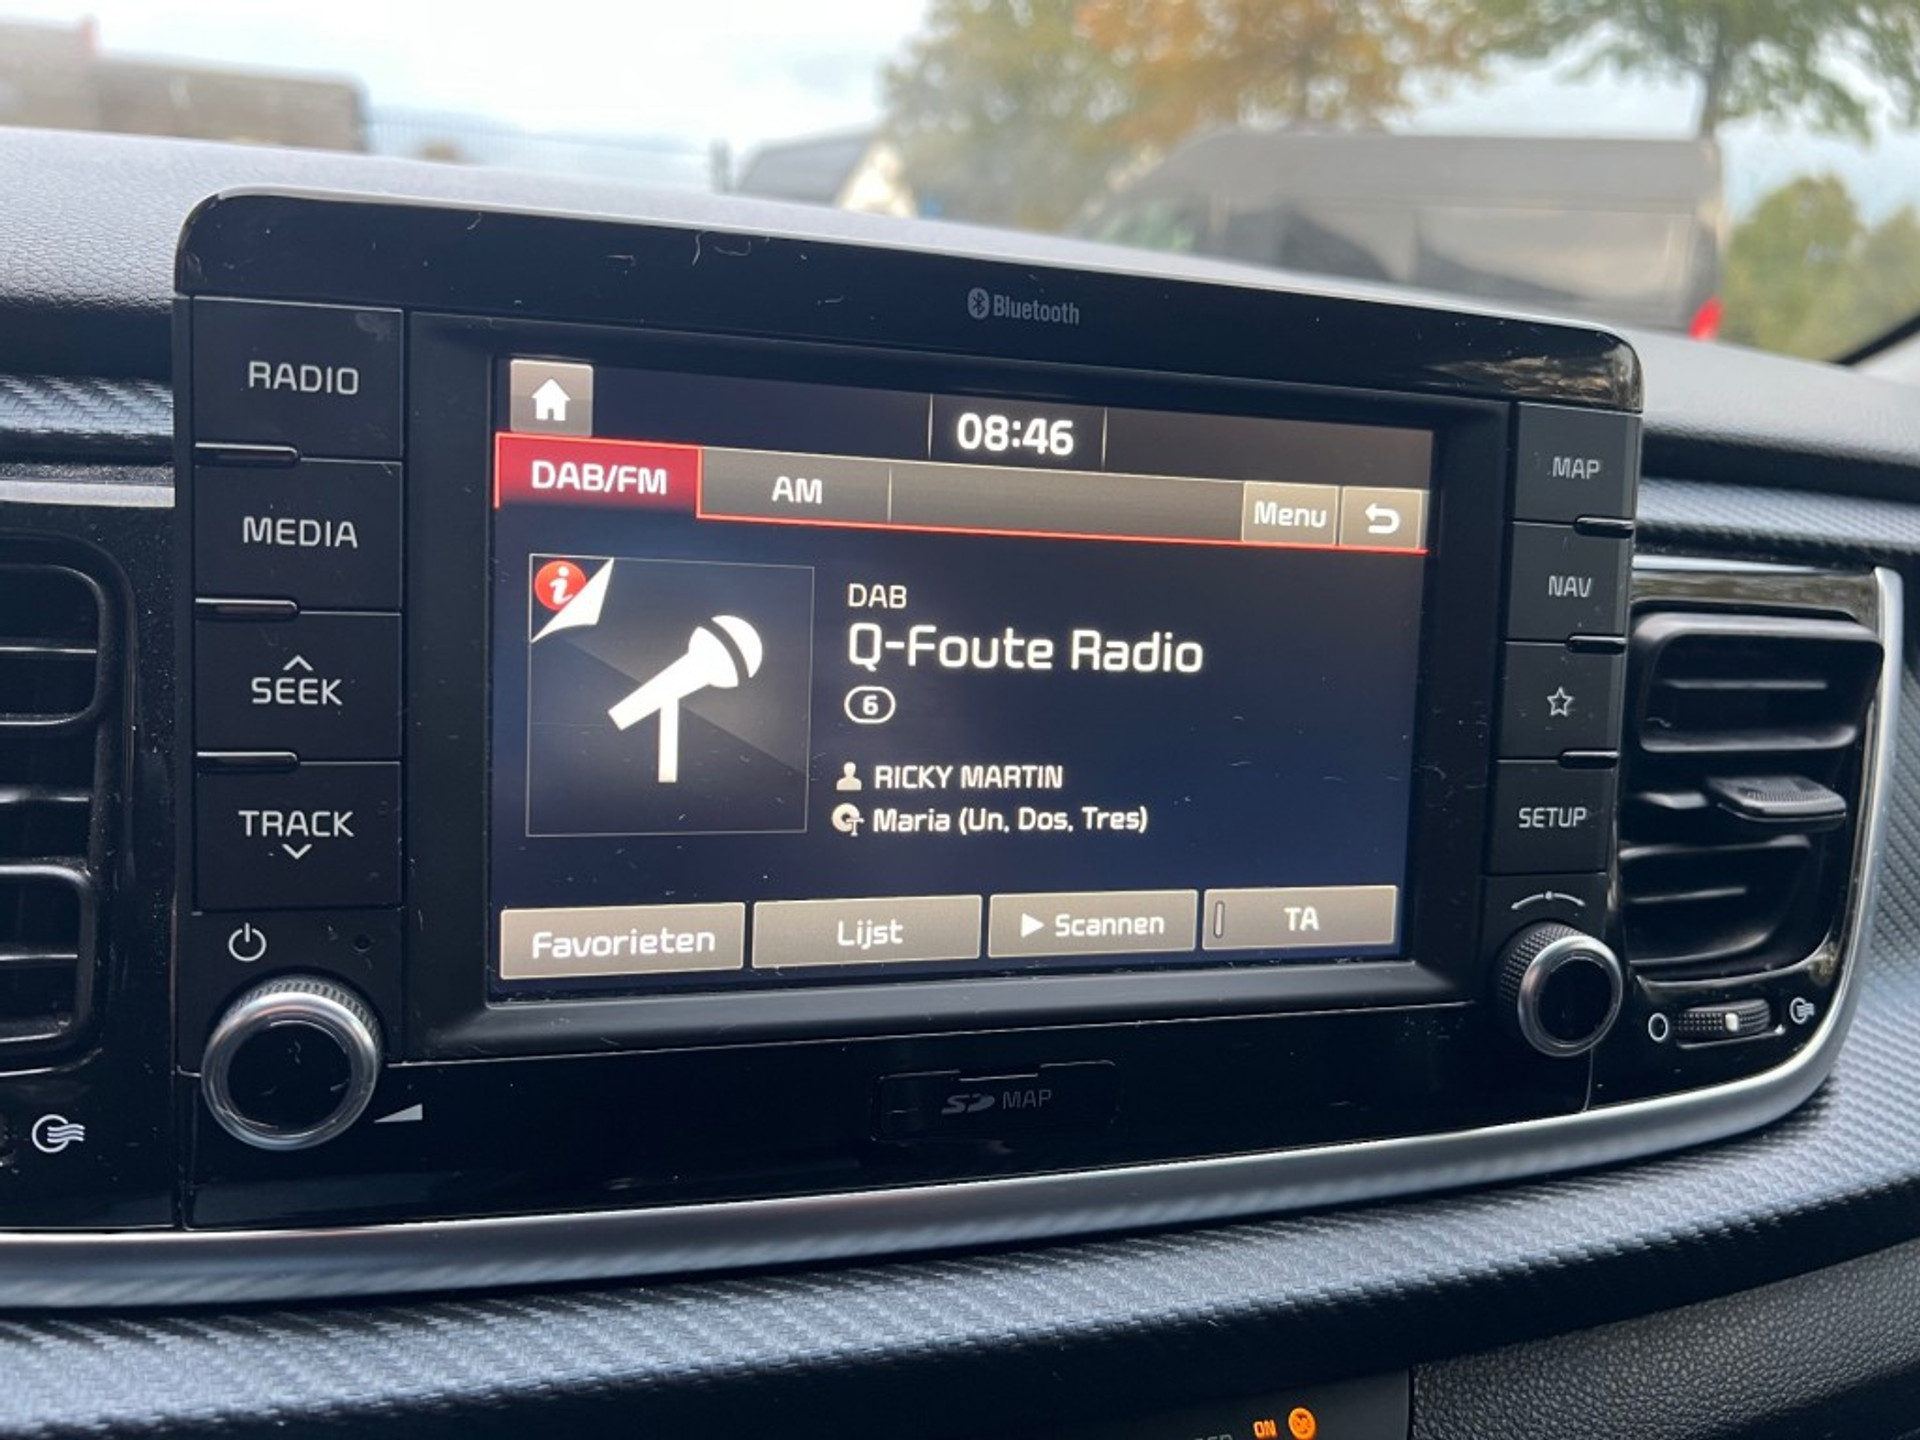 Bluetooth
RADIO
MEDIA
SEEK
TRACK
08:46
DAB/FM
AM
Menu
DAB
Q-Foute Radio
6
RICKY MARTIN
Maria (Un, Dos, Tres)
Favorieten
Lijst
Scannen
TA
MAP
NAV
SETUP
SD MAP
ON